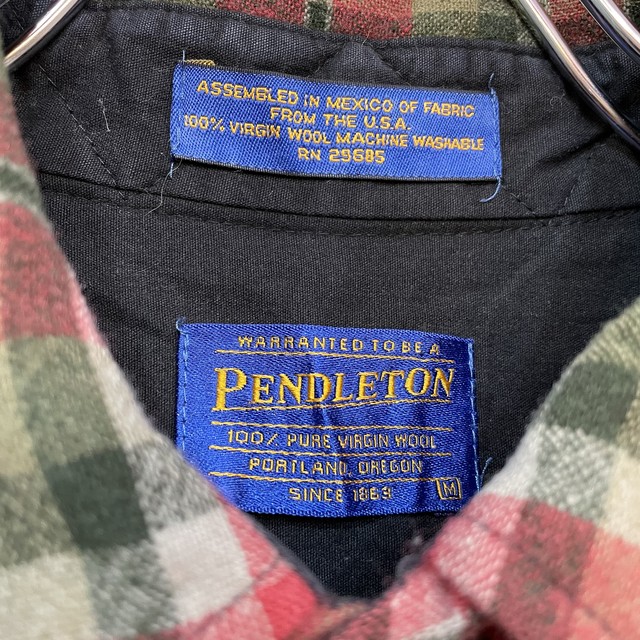 ASSEMBLED IN MEXICO OF FABRIC
FROM THE U.S.A.
100% VIRGIN WOOL MACHINE WASHABLE
RN 29685
WARRANTED TO BE A
PENDLETON
100% PURE VIRGIN WOOL
PORTLAND, OREGON
SINCE 1863 M